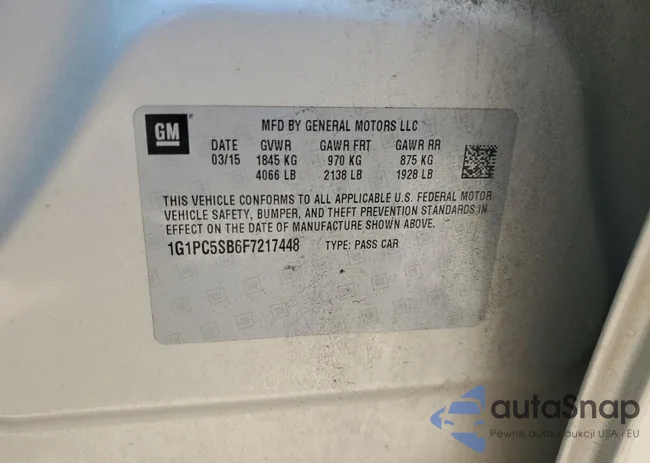 GM
MFD BY GENERAL MOTORS LLC
DATE GVWR GAWR FRT GAWR RR
03/15 1845 KG 970 KG 875 KG
4066 LB 2138 LB 1928 LB
THIS VEHICLE CONFORMS TO ALL APPLICABLE U.S. FEDERAL MOTOR
VEHICLE SAFETY, BUMPER, AND THEFT PREVENTION STANDARDS IN
EFFECT ON THE DATE OF MANUFACTURE SHOWN ABOVE.
1G1PC5SB6F7217448 TYPE: PASS CAR
autaSnap
Pewne auta z aukcji USA i EU